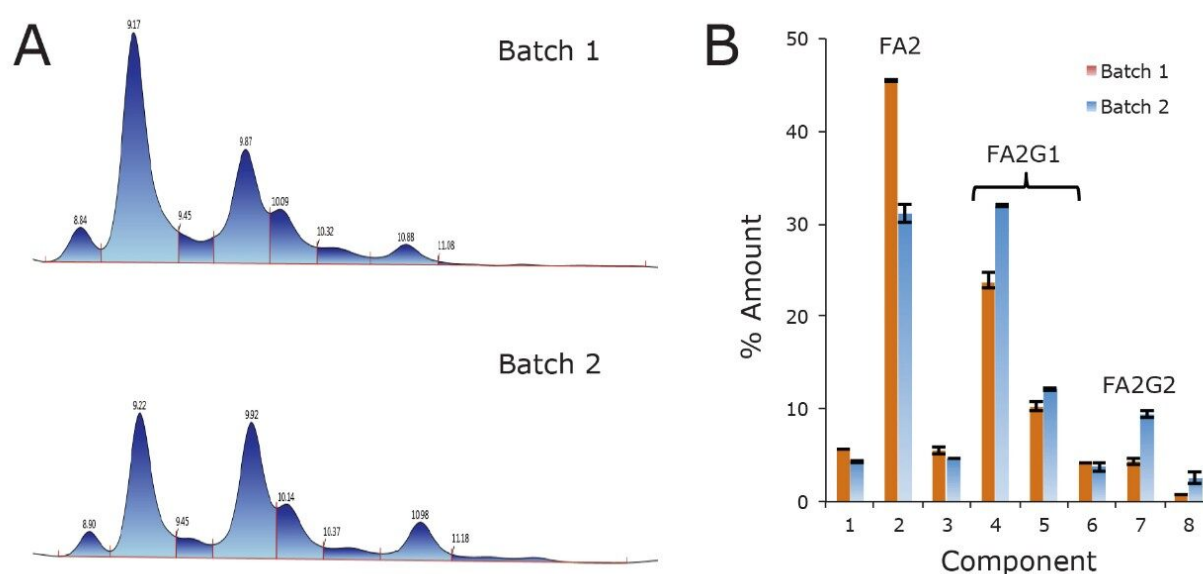 A
Batch 1
9.17
8.84
9.45
9.87
10.09
10.32
10.88
11.08
Batch 2
9.22
8.90
9.45
9.92
10.14
10.37
10.98
11.18
B
50
40
30
20
10
0
% Amount
FA2
FA2G1
FA2G2
Batch 1
Batch 2
1 2 3 4 5 6 7 8
Component